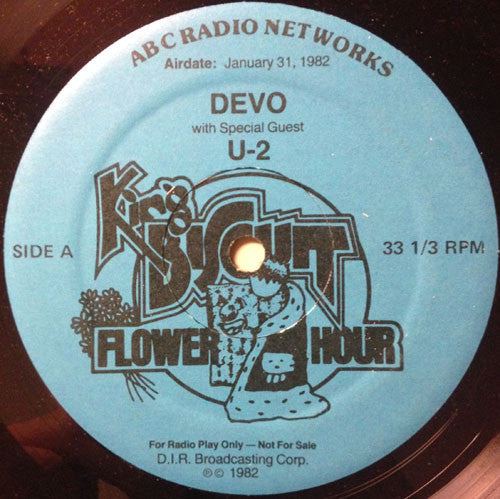 ABC RADIO NETWORKS
Airdate: January 31, 1982
DEVO
with Special Guest
U-2
King
BISCUIT
SIDE A
33 1/3 RPM
FLOWER HOUR
For Radio Play Only — Not For Sale
D.I.R. Broadcasting Corp.
℗ © 1982